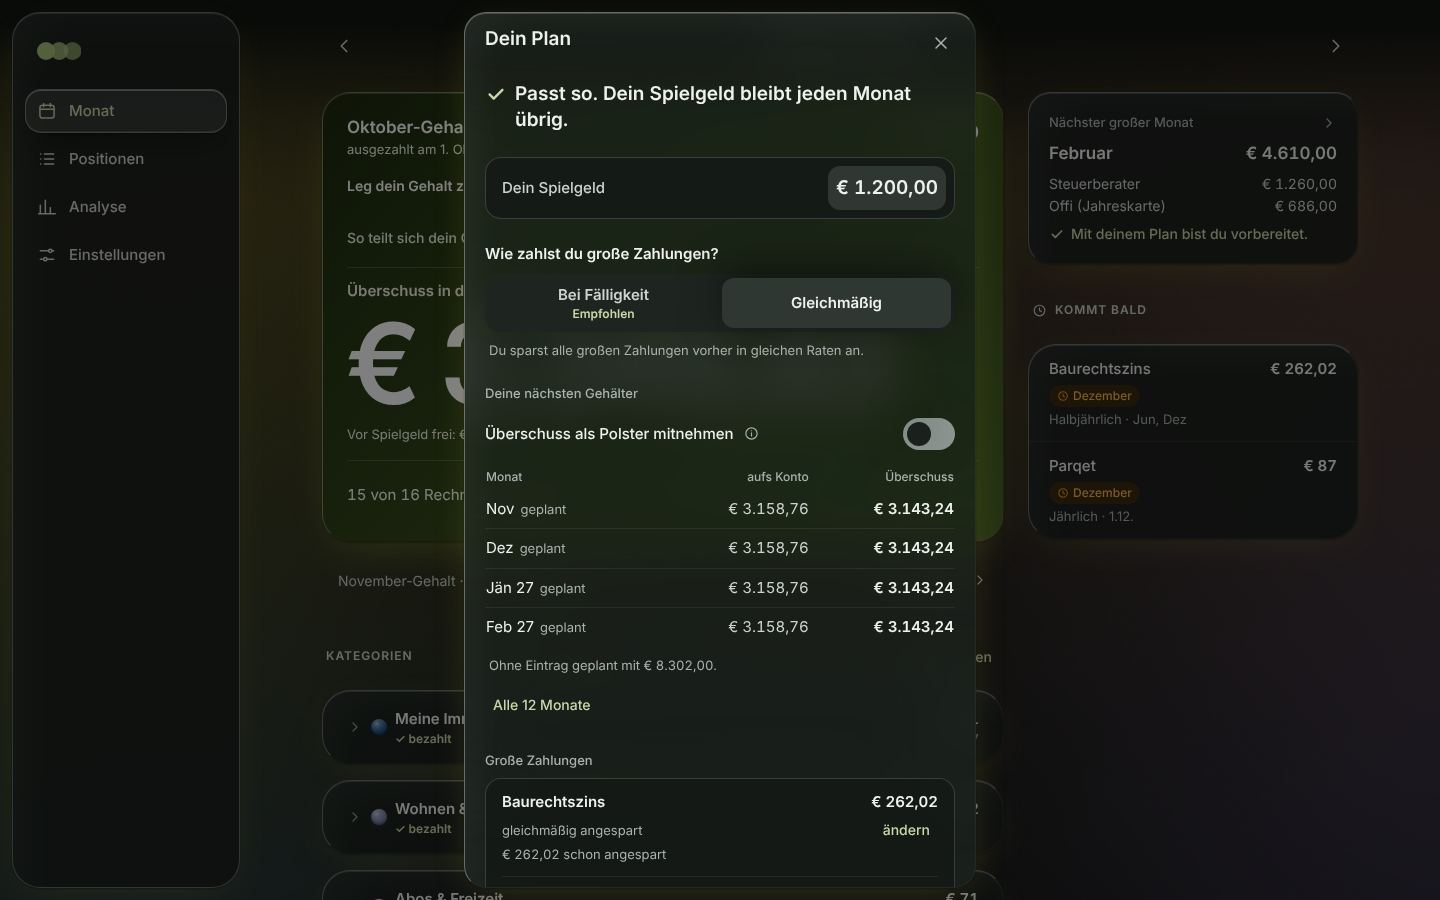 Monat
Positionen
Analyse
Einstellungen
Oktober-Geha
ausgezahlt am 1. O
Leg dein Gehalt z
So teilt sich dein
Überschuss in d
€ 3
Vor Spielgeld frei: €
15 von 16 Rechn
November-Gehalt ·
KATEGORIEN
en
Meine Im
✓ bezahlt
Wohnen &
✓ bezahlt
Abos & Freizeit
€ 71
Dein Plan
Passt so. Dein Spielgeld bleibt jeden Monat
übrig.
Dein Spielgeld € 1.200,00
Wie zahlst du große Zahlungen?
Bei Fälligkeit
Empfohlen
Gleichmäßig
Du sparst alle großen Zahlungen vorher in gleichen Raten an.
Deine nächsten Gehälter
Überschuss als Polster mitnehmen
Monat aufs Konto Überschuss
Nov geplant € 3.158,76 € 3.143,24
Dez geplant € 3.158,76 € 3.143,24
Jän 27 geplant € 3.158,76 € 3.143,24
Feb 27 geplant € 3.158,76 € 3.143,24
Ohne Eintrag geplant mit € 8.302,00.
Alle 12 Monate
Große Zahlungen
Baurechtszins € 262,02
gleichmäßig angespart ändern
€ 262,02 schon angespart
Nächster großer Monat
Februar € 4.610,00
Steuerberater € 1.260,00
Offi (Jahreskarte) € 686,00
Mit deinem Plan bist du vorbereitet.
KOMMT BALD
Baurechtszins € 262,02
Dezember
Halbjährlich · Jun, Dez
Parqet € 87
Dezember
Jährlich · 1.12.